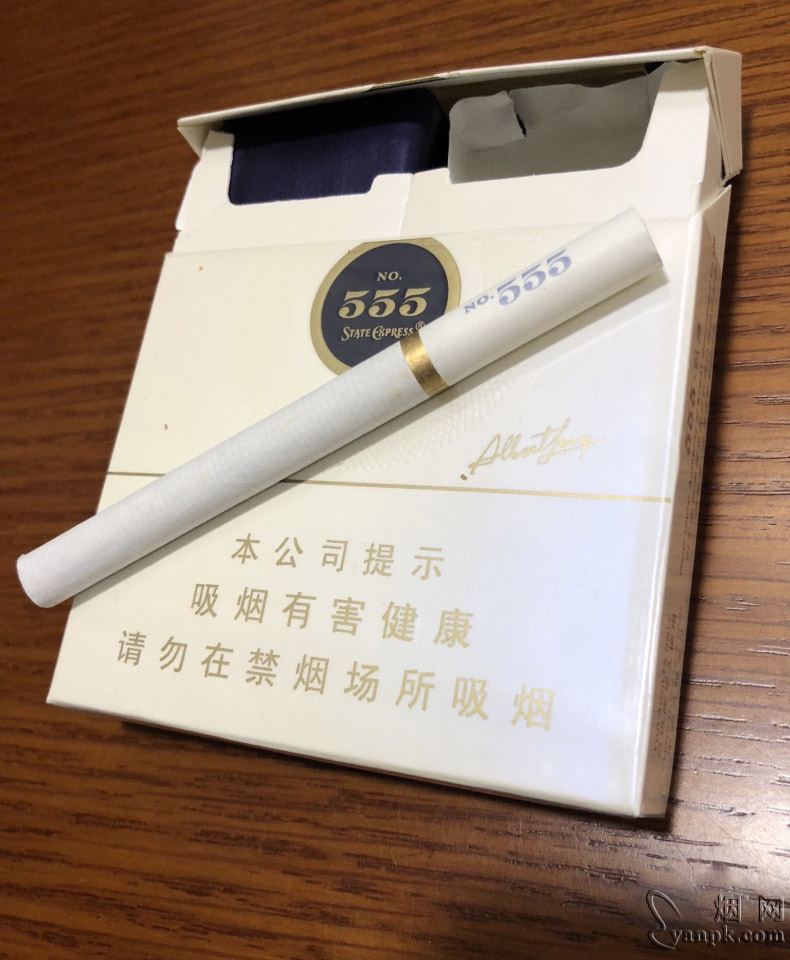 NO.
555
STATE EXPRESS®
NO. 555
本公司提示
吸烟有害健康
请勿在禁烟场所吸烟
烟网
yanpk.com